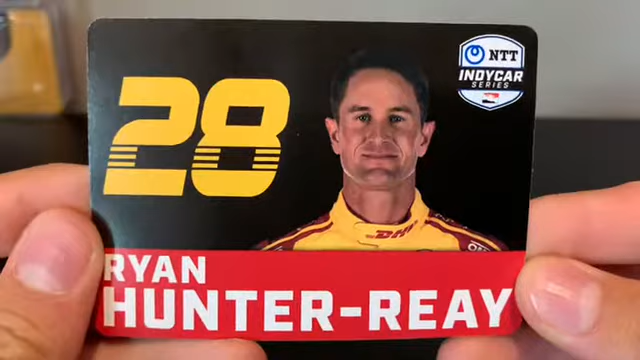 28
NTT
INDYCAR
SERIES
DHL
RYAN
HUNTER-REAY